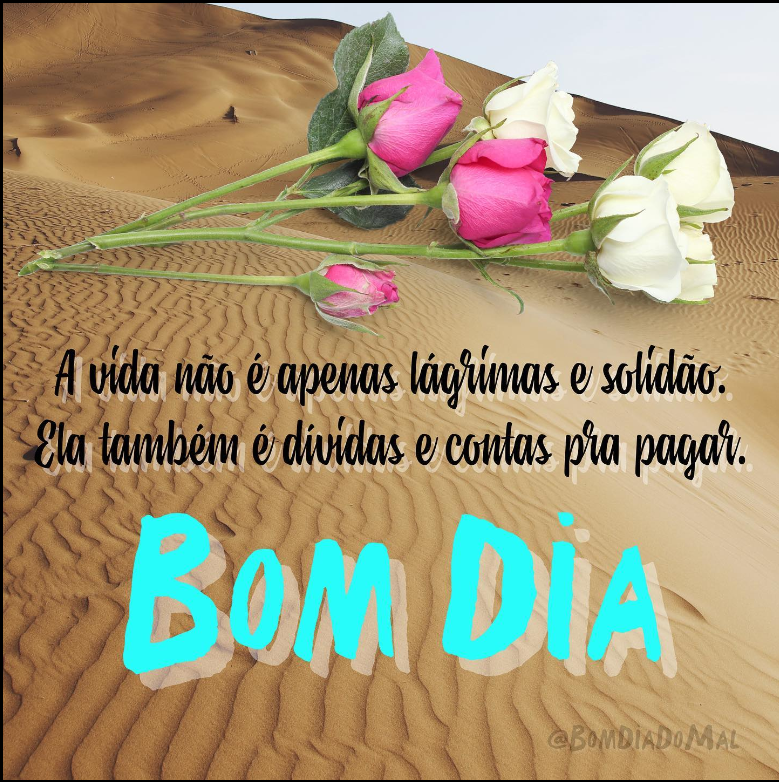 A vida não é apenas lágrimas e solidão.
Ela também é dívidas e contas pra pagar.
BOM DIA
@BOMDIADOMAL